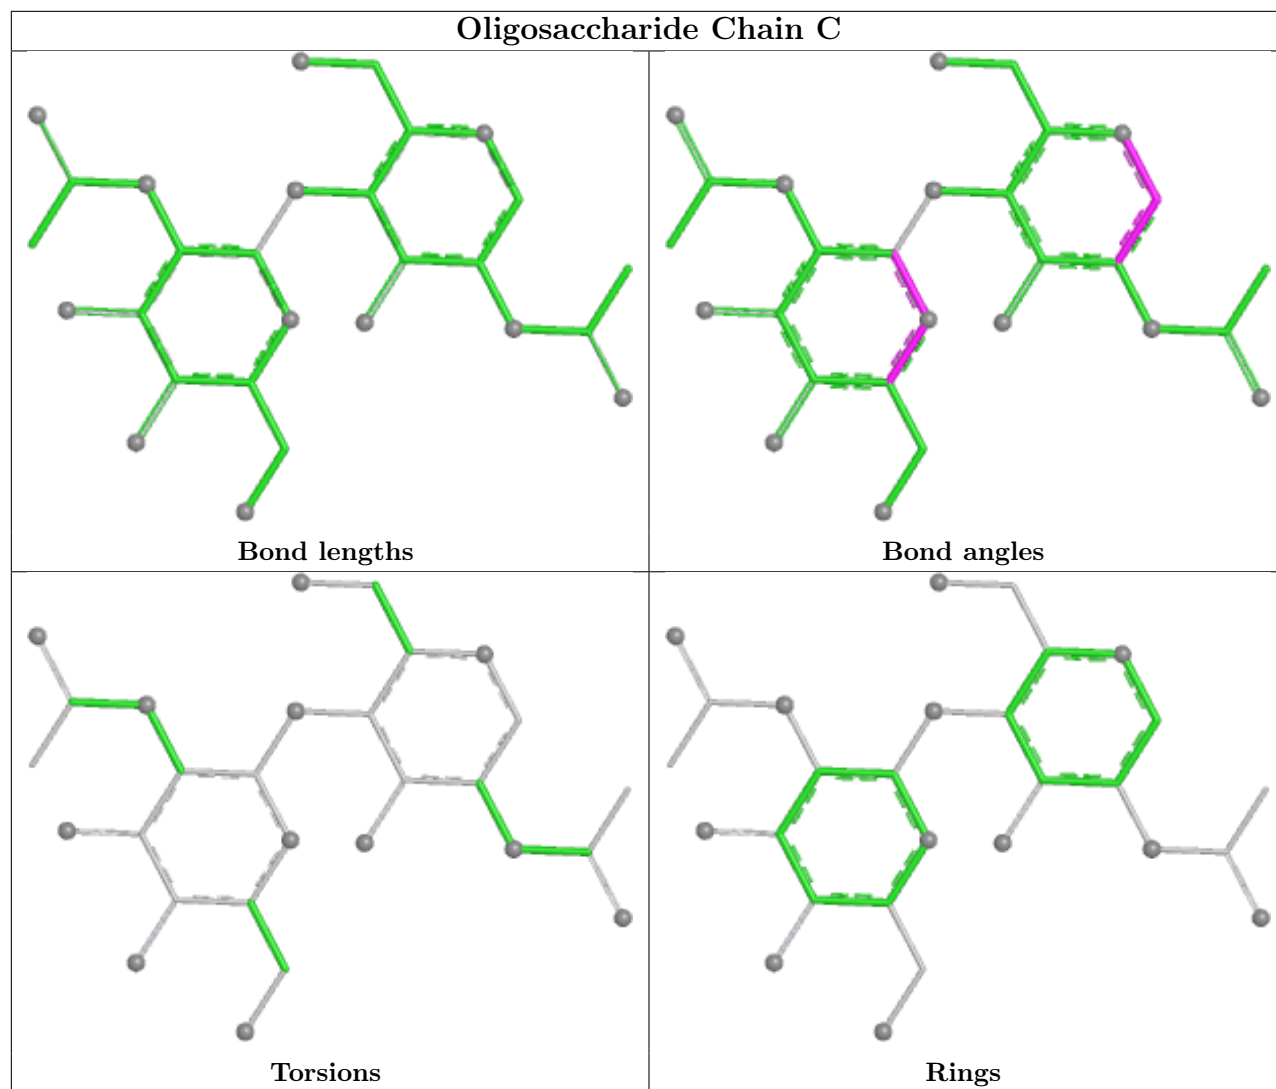 Oligosaccharide Chain C
Bond lengths
Bond angles
Torsions
Rings